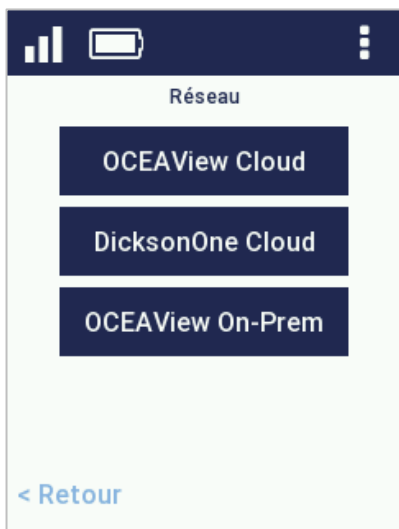 Réseau
OCEAView Cloud
DicksonOne Cloud
OCEAView On-Prem
< Retour